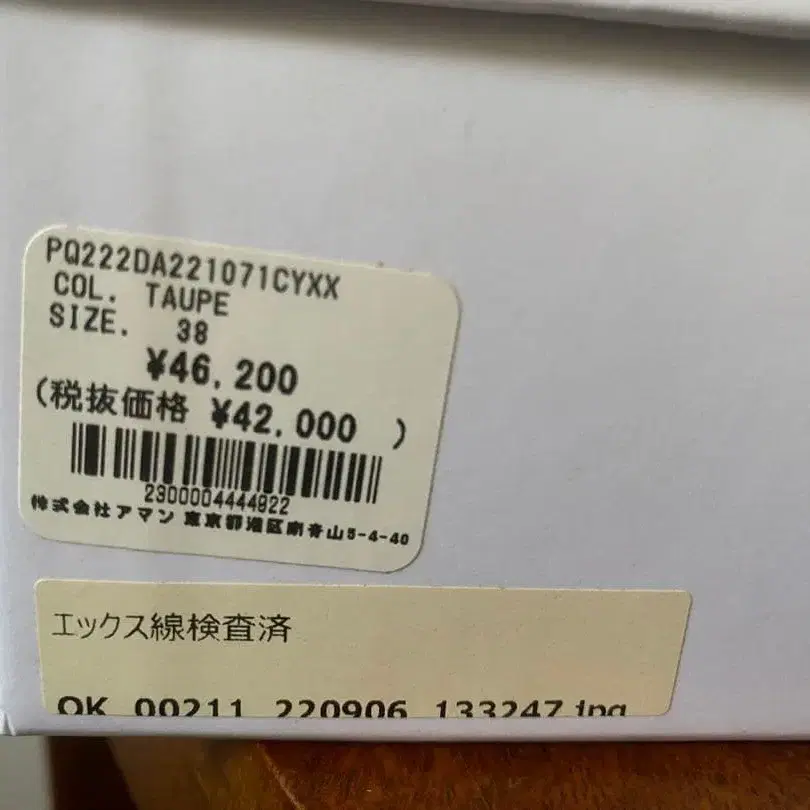 PQ222DA221071CYXX
COL. TAUPE
SIZE. 38
¥46,200
(税抜価格 ¥42,000 )
2300004444922
株式会社アマン 東京都港区南青山5-4-40
エックス線検査済
OK 00211 220906 133247.jpg